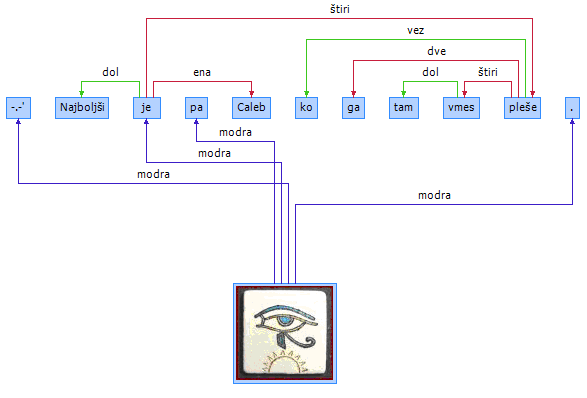 štiri
vez
dve
dol ena dol štiri
-.-' Najboljši je pa Caleb ko ga tam vmes pleše .
modra
modra
modra
modra